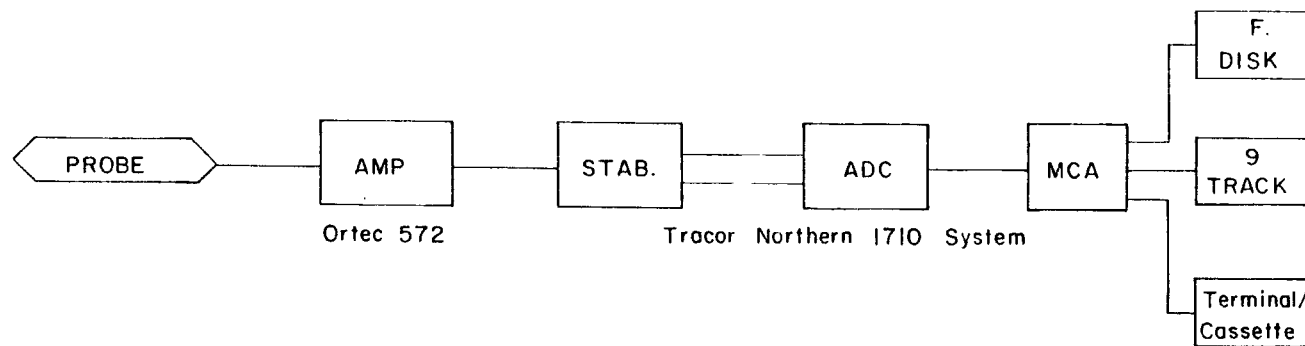 F.
DISK
PROBE
AMP
STAB.
ADC
MCA
9
TRACK
Ortec 572
Tracor Northern 1710 System
Terminal/
Cassette